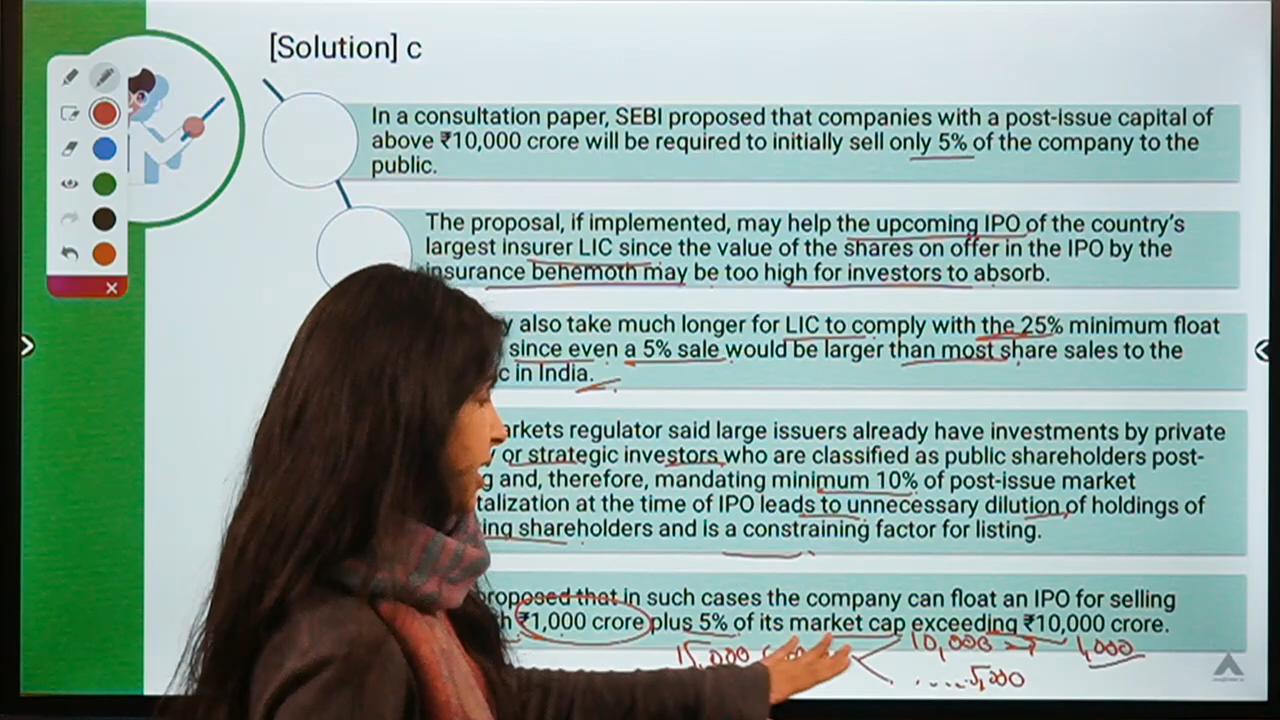 [Solution] c
In a consultation paper, SEBI proposed that companies with a post-issue capital of
above ₹10,000 crore will be required to initially sell only 5% of the company to the
public.
The proposal, if implemented, may help the upcoming IPO of the country's
largest insurer LIC since the value of the shares on offer in the IPO by the
insurance behemoth may be too high for investors to absorb.
y also take much longer for LIC to comply with the 25% minimum float
since even a 5% sale would be larger than most share sales to the
c in India.
arkets regulator said large issuers already have investments by private
y or strategic investors who are classified as public shareholders post-
g and, therefore, mandating minimum 10% of post-issue market
talization at the time of IPO leads to unnecessary dilution of holdings of
ing shareholders and is a constraining factor for listing.
roposed that in such cases the company can float an IPO for selling
h ₹1,000 crore plus 5% of its market cap exceeding ₹10,000 crore.
15,000
10,000 → 1,000
5,000